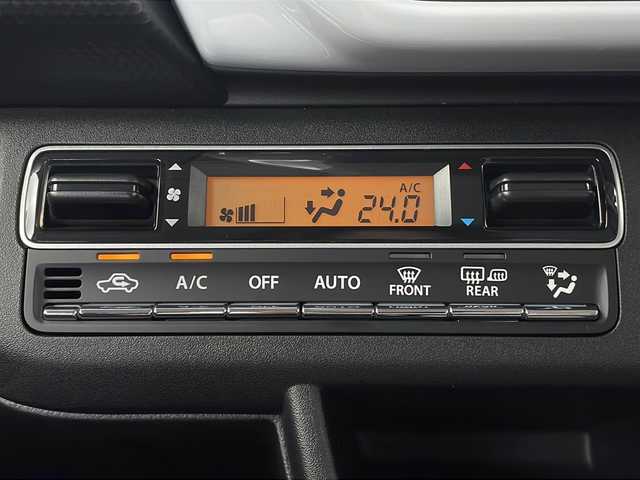 A/C
24.0
A/C OFF AUTO FRONT REAR